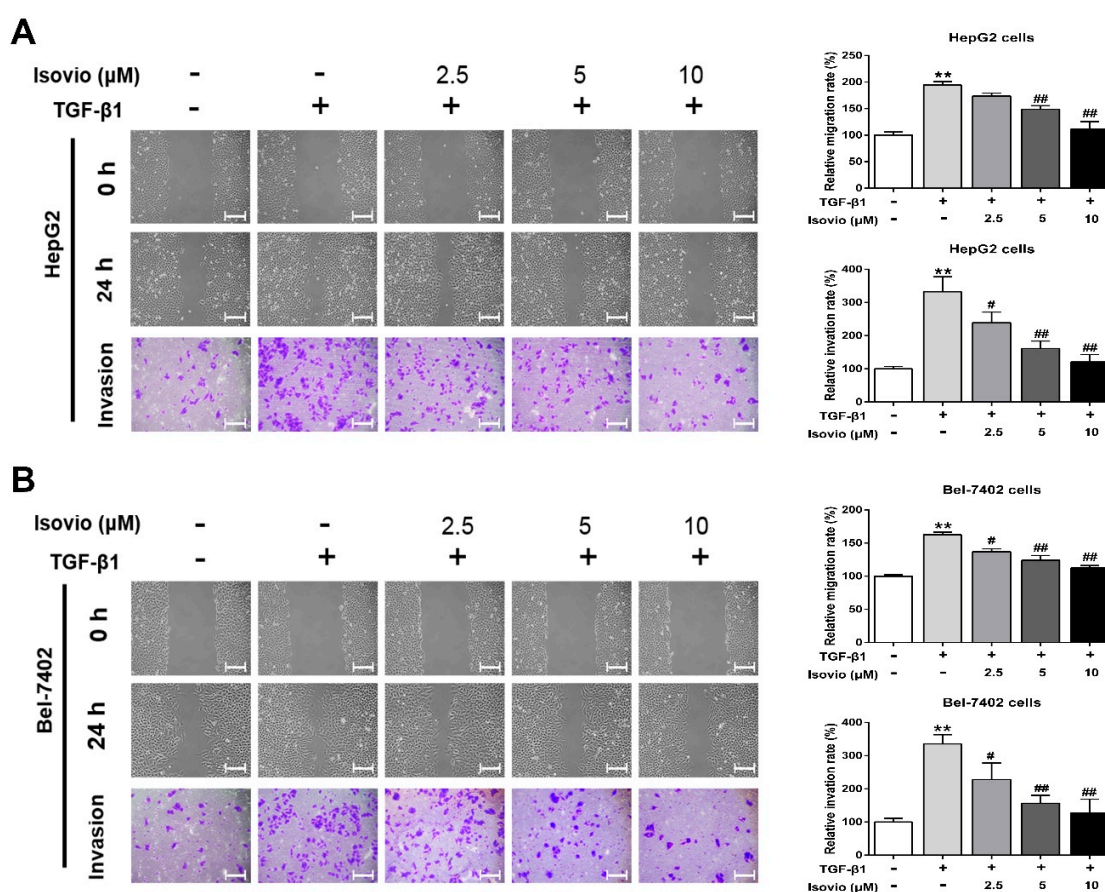 A
Isovio (µM) - - 2.5 5 10
TGF-β1 - + + + +
HepG2
0 h
24 h
Invasion
HepG2 cells
Relative migration rate (%)
250
200
150
100
50
0
**
##
##
TGF-β1 - + + + +
Isovio (µM) - - 2.5 5 10
HepG2 cells
Relative invation rate (%)
400
300
200
100
0
**
#
##
##
TGF-β1 - + + + +
Isovio (µM) - - 2.5 5 10
B
Isovio (µM) - - 2.5 5 10
TGF-β1 - + + + +
Bel-7402
0 h
24 h
Invasion
Bel-7402 cells
Relative migration rate (%)
200
150
100
50
0
**
#
##
##
TGF-β1 - + + + +
Isovio (µM) - - 2.5 5 10
Bel-7402 cells
Relative invation rate (%)
400
300
200
100
0
**
#
##
##
TGF-β1 - + + + +
Isovio (µM) - - 2.5 5 10